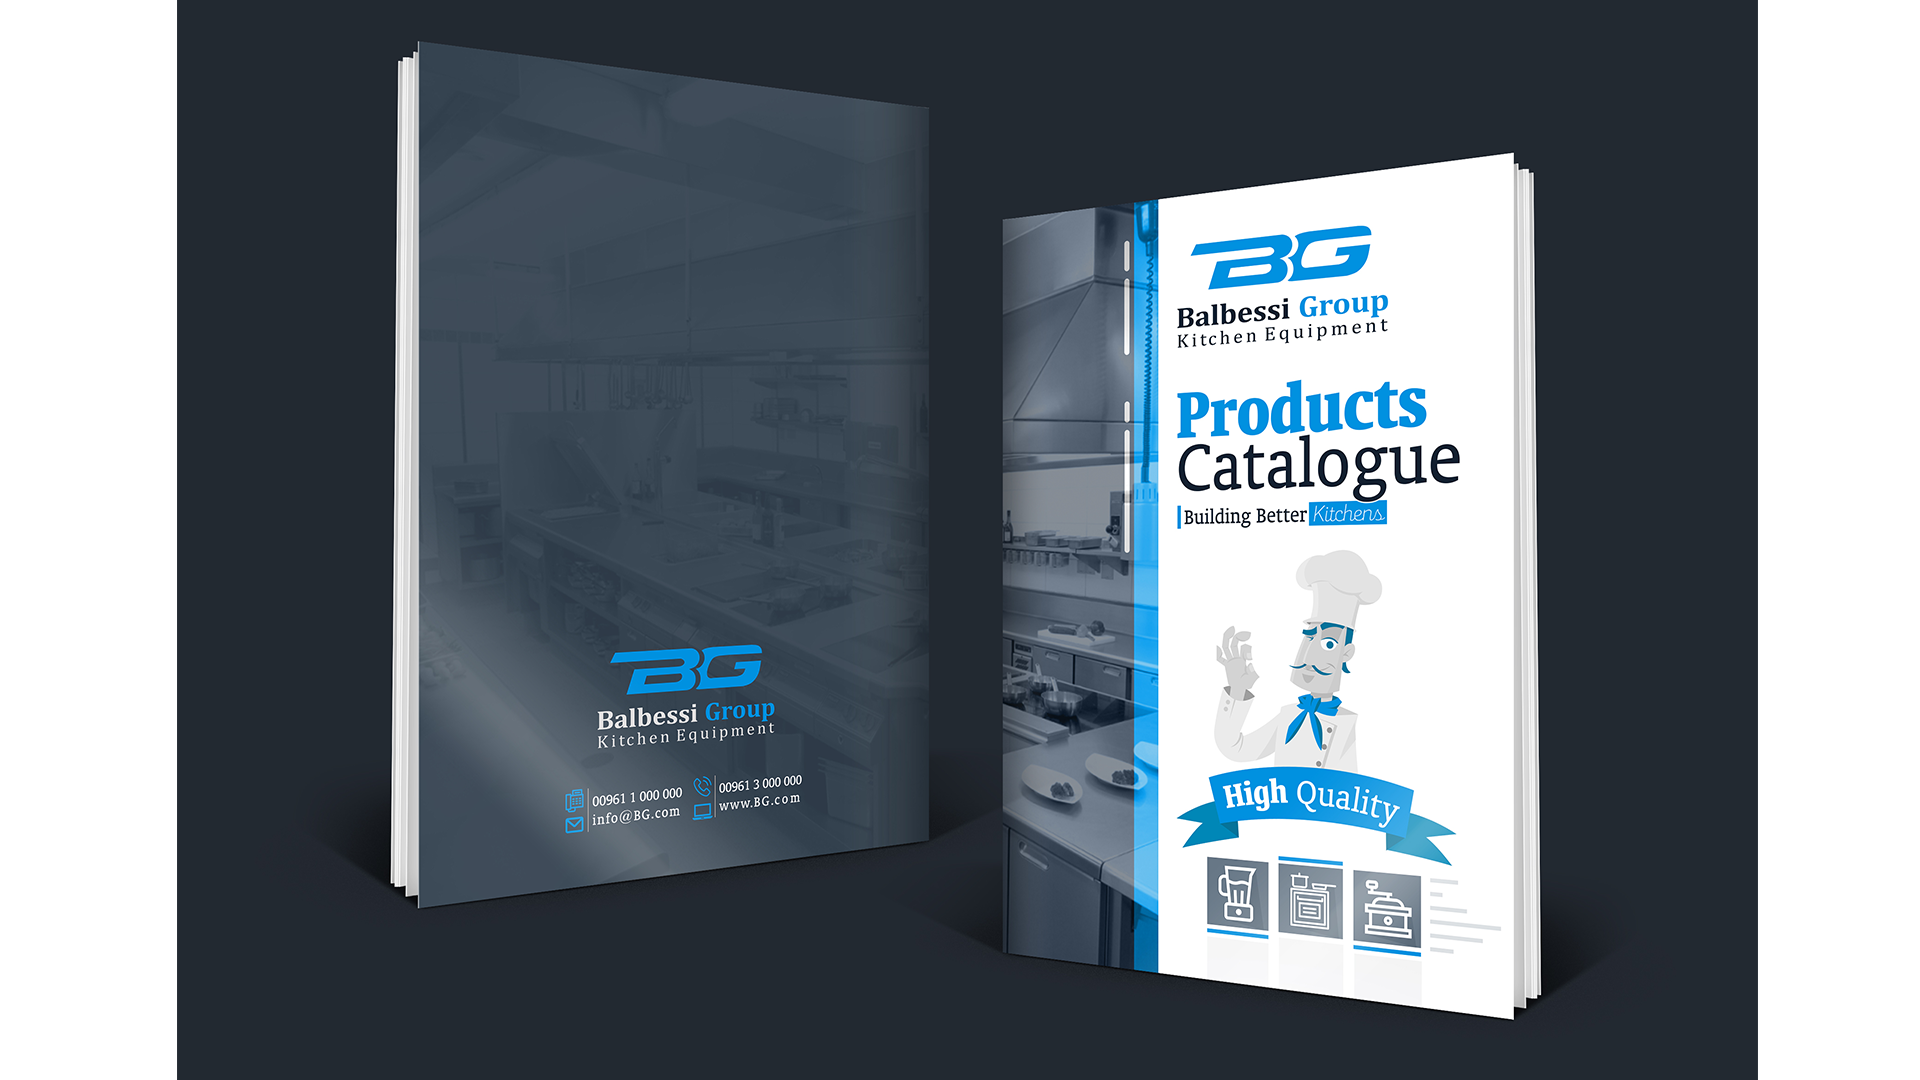 BG
Balbessi Group
Kitchen Equipment
00961 1 000 000
00961 3 000 000
info@BG.com
www.BG.com
BG
Balbessi Group
Kitchen Equipment
Products
Catalogue
Building Better Kitchens
High Quality